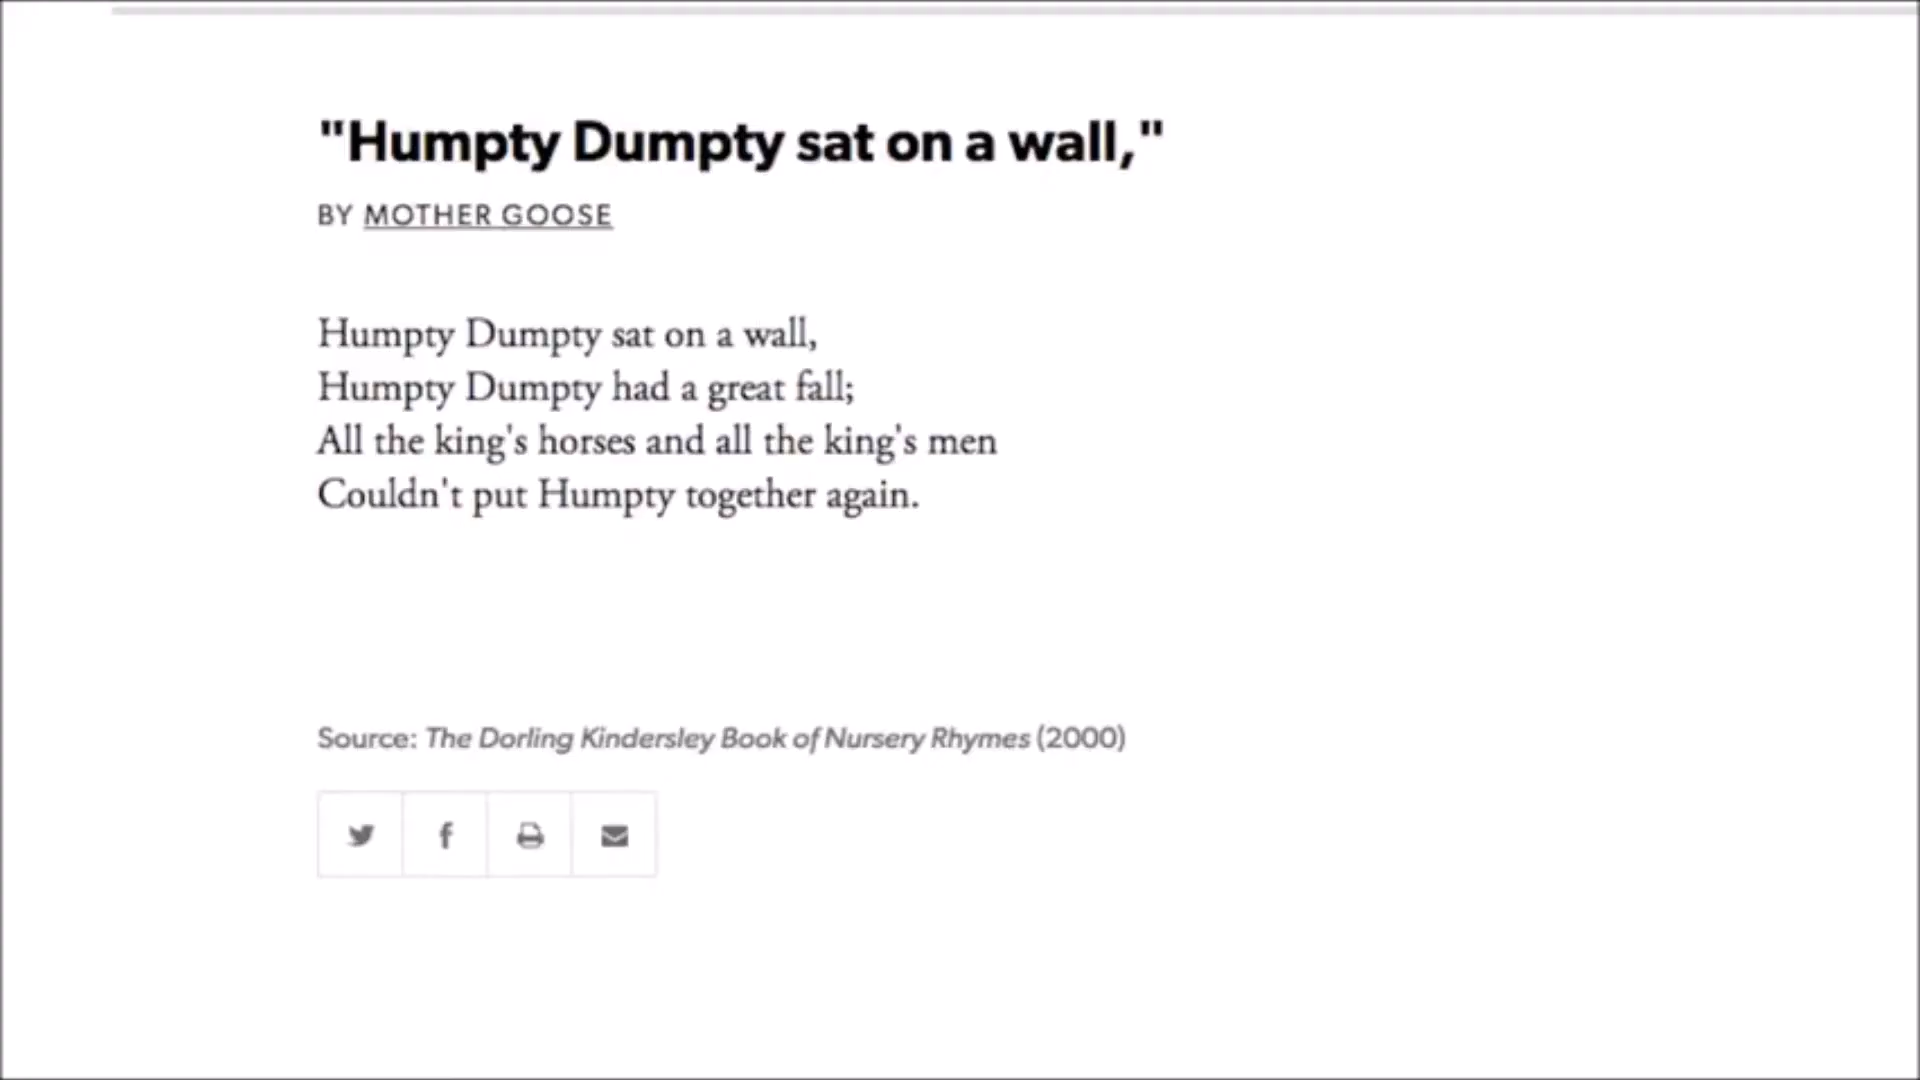 "Humpty Dumpty sat on a wall,"
BY MOTHER GOOSE
Humpty Dumpty sat on a wall,
Humpty Dumpty had a great fall;
All the king's horses and all the king's men
Couldn't put Humpty together again.
Source: The Dorling Kindersley Book of Nursery Rhymes (2000)